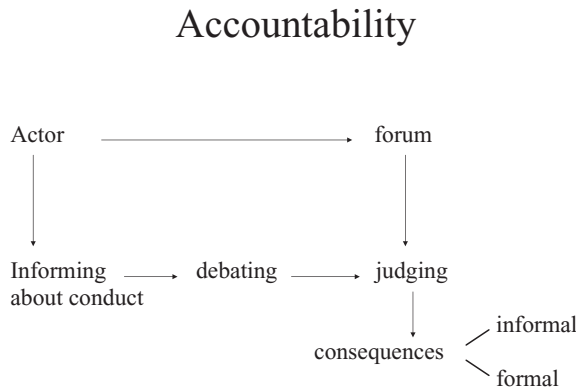 Accountability
Actor
forum
Informing
about conduct
debating
judging
consequences
informal
formal